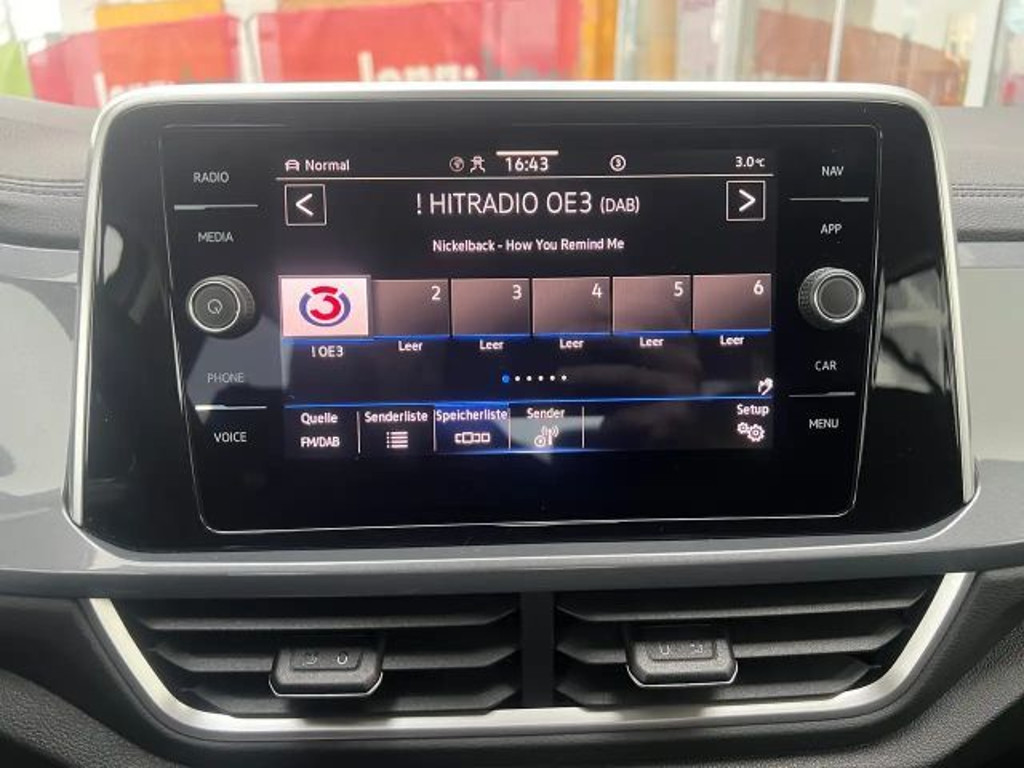 Normal
16:43
3
3.0°C
RADIO
NAV
! HITRADIO OE3 (DAB)
MEDIA
APP
Nickelback - How You Remind Me
3
2
3
4
5
6
! OE3
Leer
Leer
Leer
Leer
Leer
PHONE
CAR
Quelle
Senderliste
Speicherliste
Sender
Setup
FM/DAB
VOICE
MENU